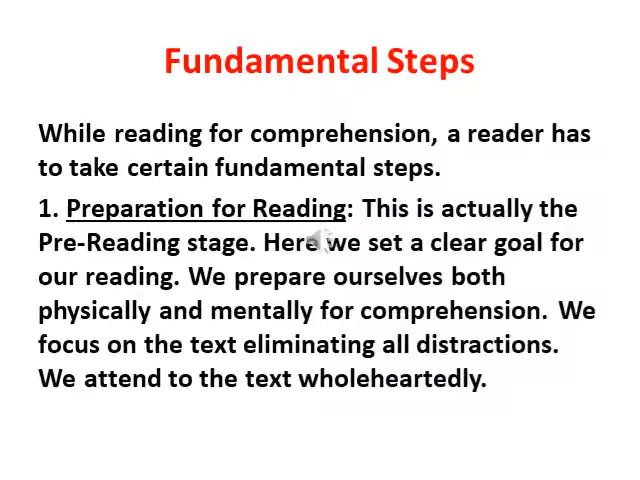 Fundamental Steps
While reading for comprehension, a reader has
to take certain fundamental steps.
1. Preparation for Reading: This is actually the
Pre-Reading stage. Here we set a clear goal for
our reading. We prepare ourselves both
physically and mentally for comprehension. We
focus on the text eliminating all distractions.
We attend to the text wholeheartedly.